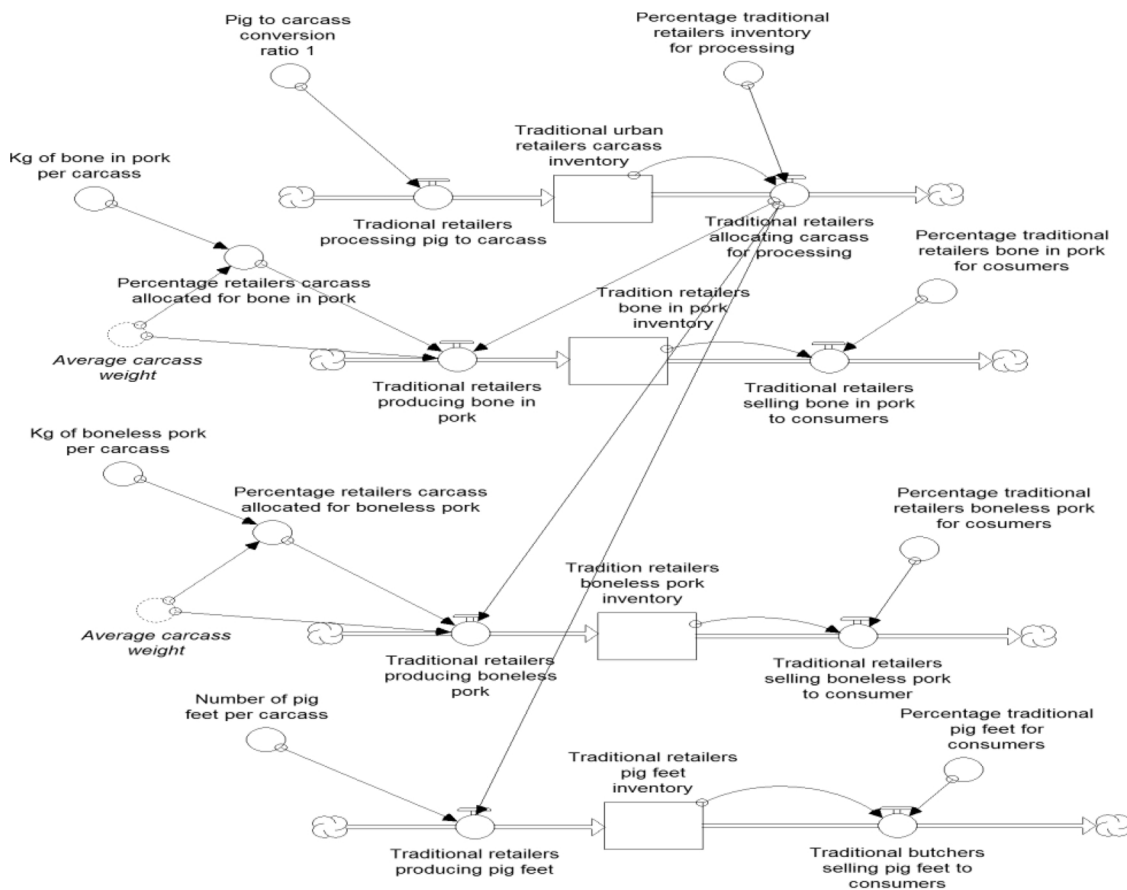 Pig to carcass
conversion
ratio 1
Percentage traditional
retailers inventory
for processing
Traditional urban
retailers carcass
inventory
Kg of bone in pork
per carcass
Tradional retailers
processing pig to carcass
Traditional retailers
allocating carcass
for processing
Percentage traditional
retailers bone in pork
for cosumers
Percentage retailers carcass
allocated for bone in pork
Tradition retailers
bone in pork
inventory
Average carcass
weight
Traditional retailers
producing bone in
pork
Traditional retailers
selling bone in pork
to consumers
Kg of boneless pork
per carcass
Percentage retailers carcass
allocated for boneless pork
Percentage traditional
retailers boneless pork
for cosumers
Tradition retailers
boneless pork
inventory
Average carcass
weight
Traditional retailers
producing boneless
pork
Traditional retailers
selling boneless pork
to consumer
Number of pig
feet per carcass
Percentage traditional
pig feet for
consumers
Traditional retailers
pig feet
inventory
Traditional retailers
producing pig feet
Traditional butchers
selling pig feet to
consumers